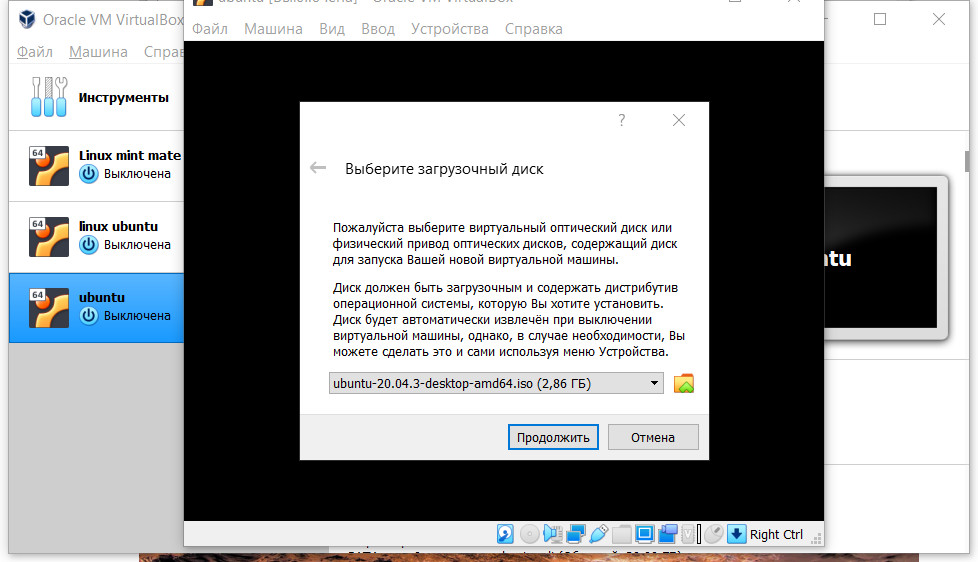 Oracle VM VirtualBox
Файл Машина Спра
Инструменты
64
Linux mint mate
Выключена
64
linux ubuntu
Выключена
64
ubuntu
Выключена
ubuntu [Выключена] - Oracle VM VirtualBox
Файл Машина Вид Ввод Устройства Справка
?
Выберите загрузочный диск
Пожалуйста выберите виртуальный оптический диск или
физический привод оптических дисков, содержащий диск
для запуска Вашей новой виртуальной машины.
Диск должен быть загрузочным и содержать дистрибутив
операционной системы, которую Вы хотите установить.
Диск будет автоматически извлечён при выключении
виртуальной машины, однако, в случае необходимости, Вы
можете сделать это и сами используя меню Устройства.
ubuntu-20.04.3-desktop-amd64.iso (2,86 ГБ)
Продолжить Отмена
ntu
Right Ctrl